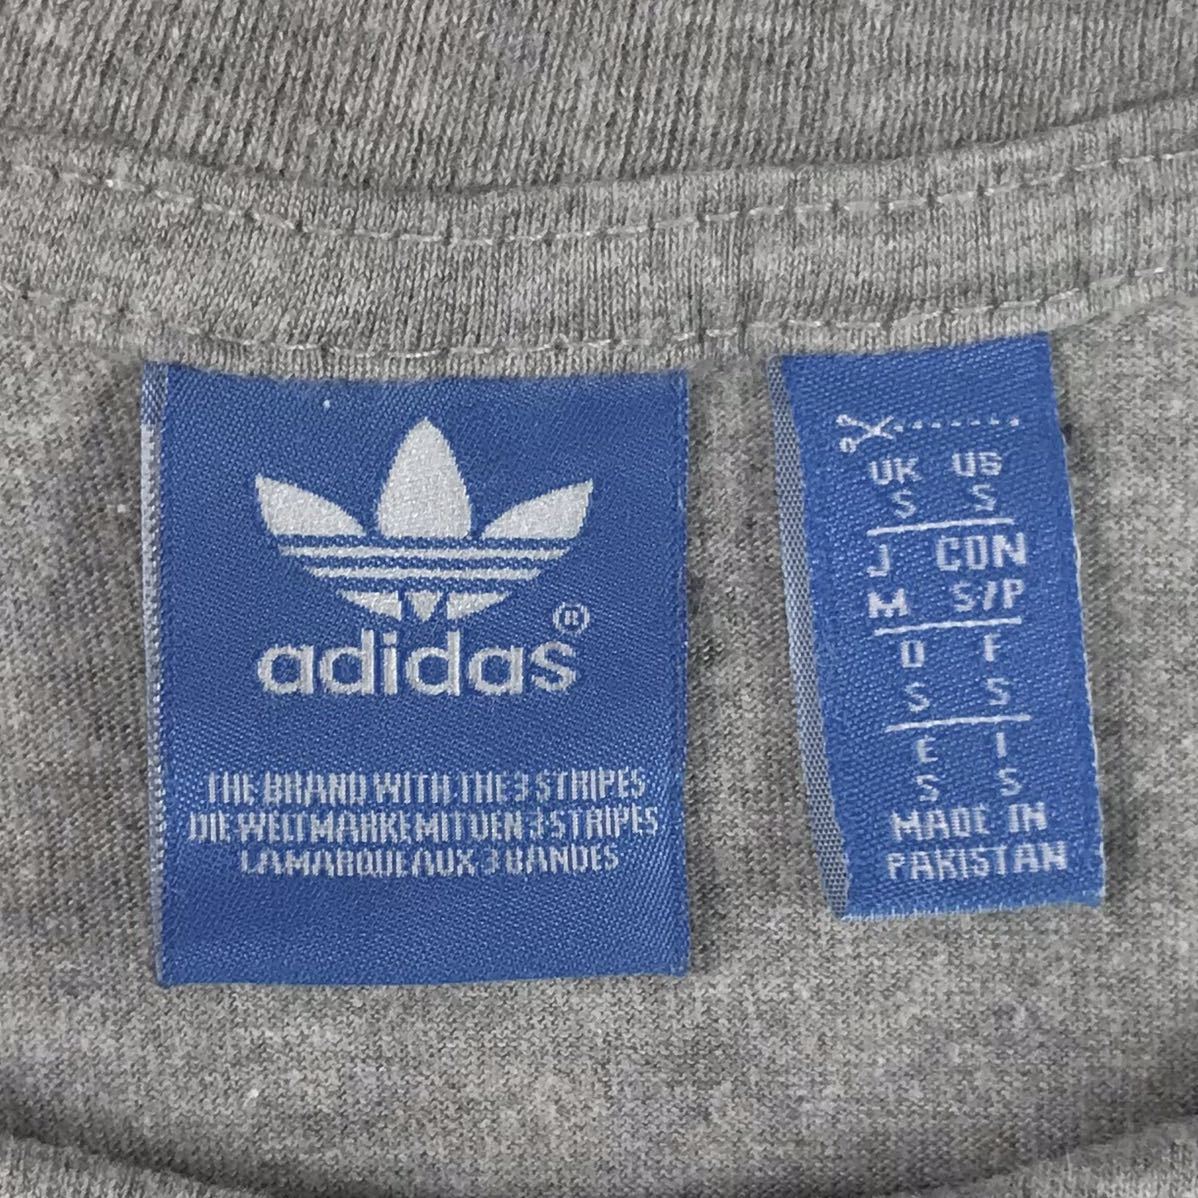 adidas®
THE BRAND WITH THE 3 STRIPES
DIE WELTMARKE MIT DEN 3 STRIPES
LA MARQUE AUX 3 BANDES
UK US
S S
J CDN
M S/P
D F
S S
E I
S S
MADE IN
PAKISTAN